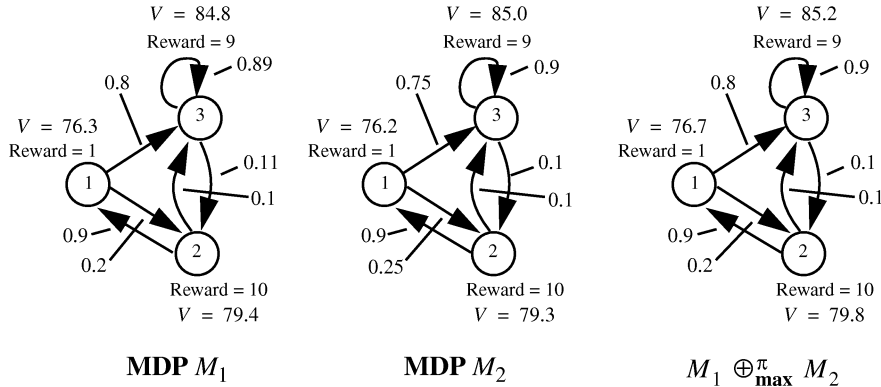 V = 84.8
Reward = 9
0.89
0.8
3
V = 76.3
Reward = 1
1
0.11
0.1
0.9
0.2
2
Reward = 10
V = 79.4
MDP M1
V = 85.0
Reward = 9
0.9
0.75
3
V = 76.2
Reward = 1
1
0.1
0.1
0.9
0.25
2
Reward = 10
V = 79.3
MDP M2
V = 85.2
Reward = 9
0.9
0.8
3
V = 76.7
Reward = 1
1
0.1
0.1
0.9
0.2
2
Reward = 10
V = 79.8
M1 ⊕π max M2